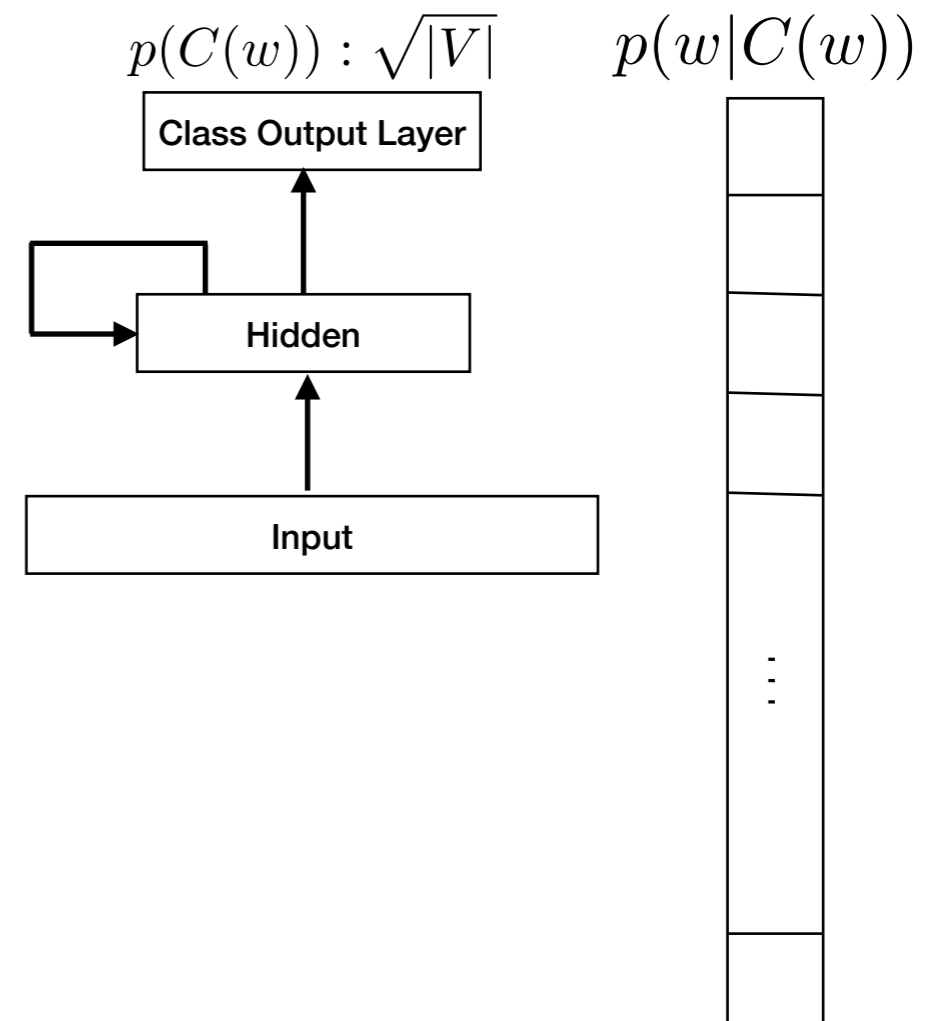 p(C(w)) : √|V|
p(w|C(w))
Class Output Layer
Hidden
Input